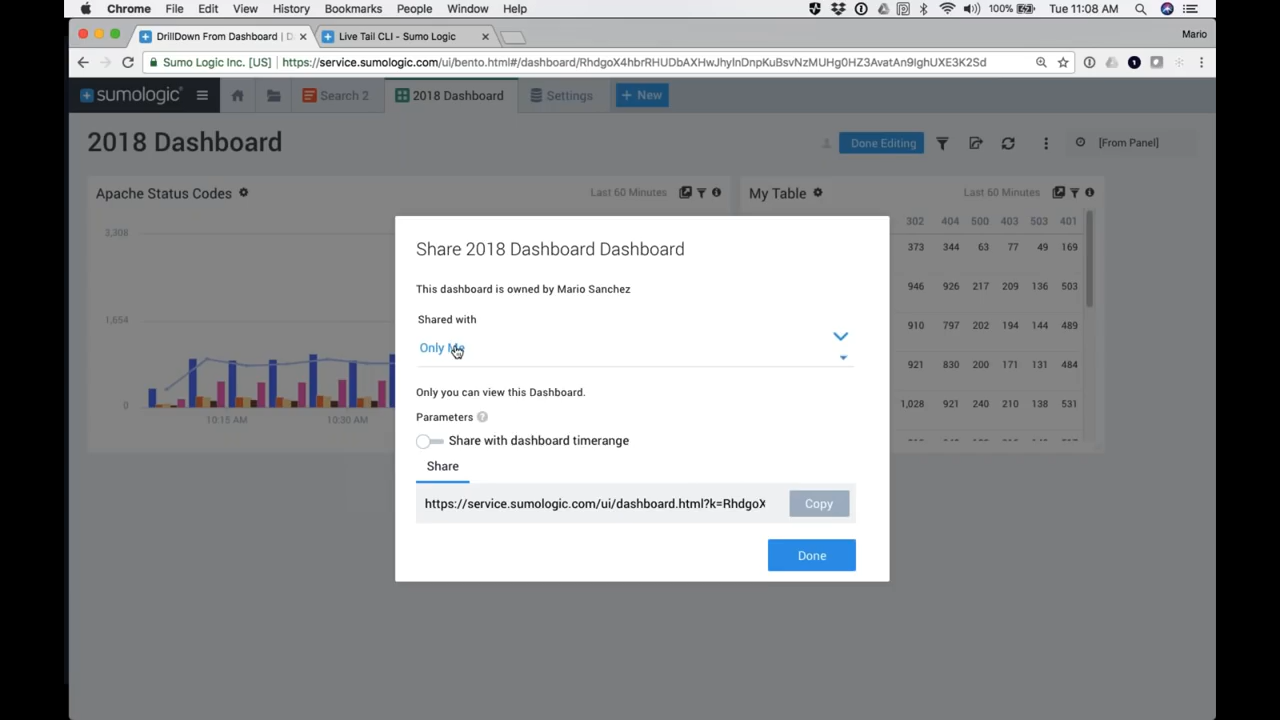 Chrome File Edit View History Bookmarks People Window Help 100% Tue 11:08 AM
DrillDown From Dashboard | D Live Tail CLI - Sumo Logic Mario
Sumo Logic Inc. [US] https://service.sumologic.com/ui/bento.html#/dashboard/
sumologic Search 2 2018 Dashboard Settings + New
2018 Dashboard Done Editing [From Panel]
Apache Status Codes Last 60 Minutes My Table Last 60 Minutes
302 404 500 403 503 401
3,308
373 344 63 77 49 169
946 926 217 209 136 503
1,654
910 797 202 194 144 489
921 830 200 171 131 484
0
1,028 921 240 210 138 531
10:15 AM 10:30 AM
Share 2018 Dashboard Dashboard
This dashboard is owned by Mario Sanchez
Shared with
Only Me
Only you can view this Dashboard.
Parameters ?
Share with dashboard timerange
Share
https://service.sumologic.com/ui/dashboard.html?k=RhdgoX Copy
Done